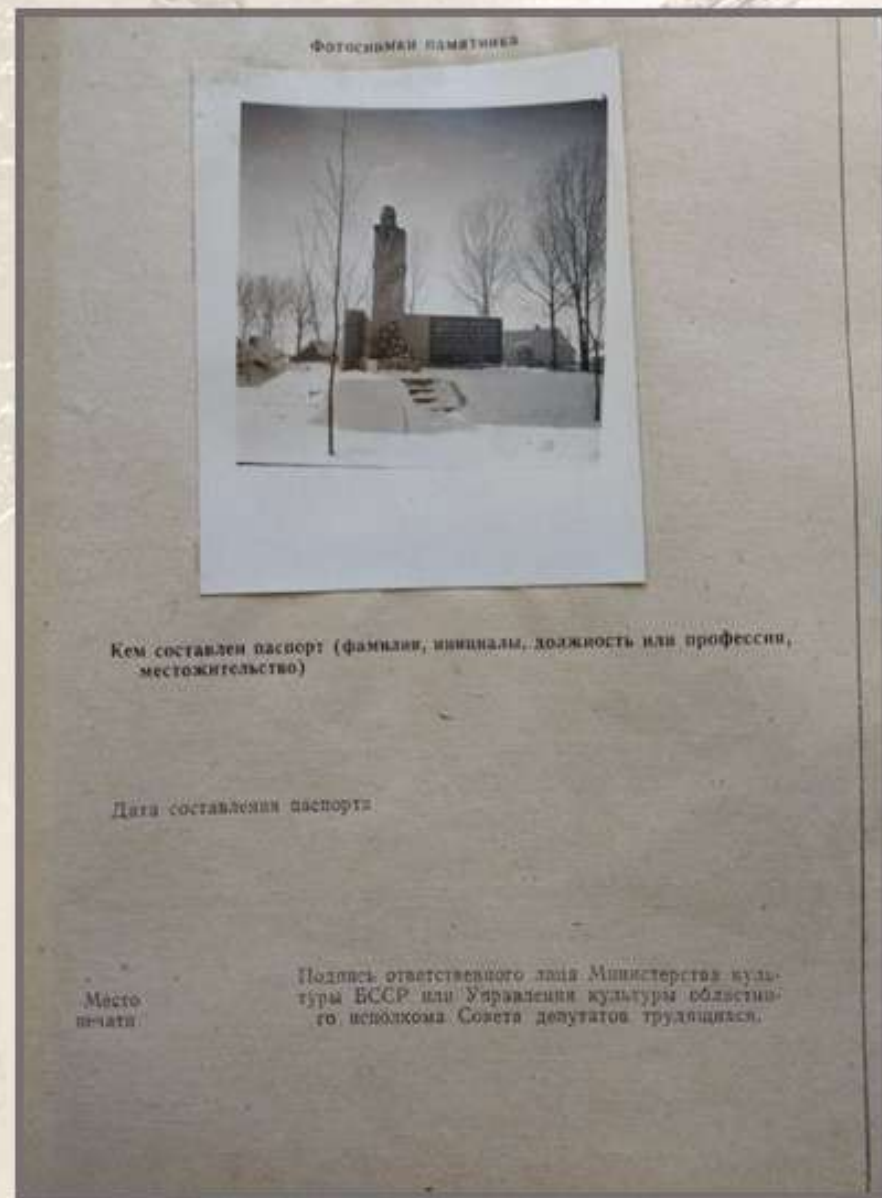 Фотоснимки памятника
Кем составлен паспорт (фамилия, инициалы, должность или профессия,
местожительство)
Дата составления паспорта
Место
печати
Подпись ответственного лица Министерства куль-
туры БССР или Управления культуры областно-
го исполкома Совета депутатов трудящихся.